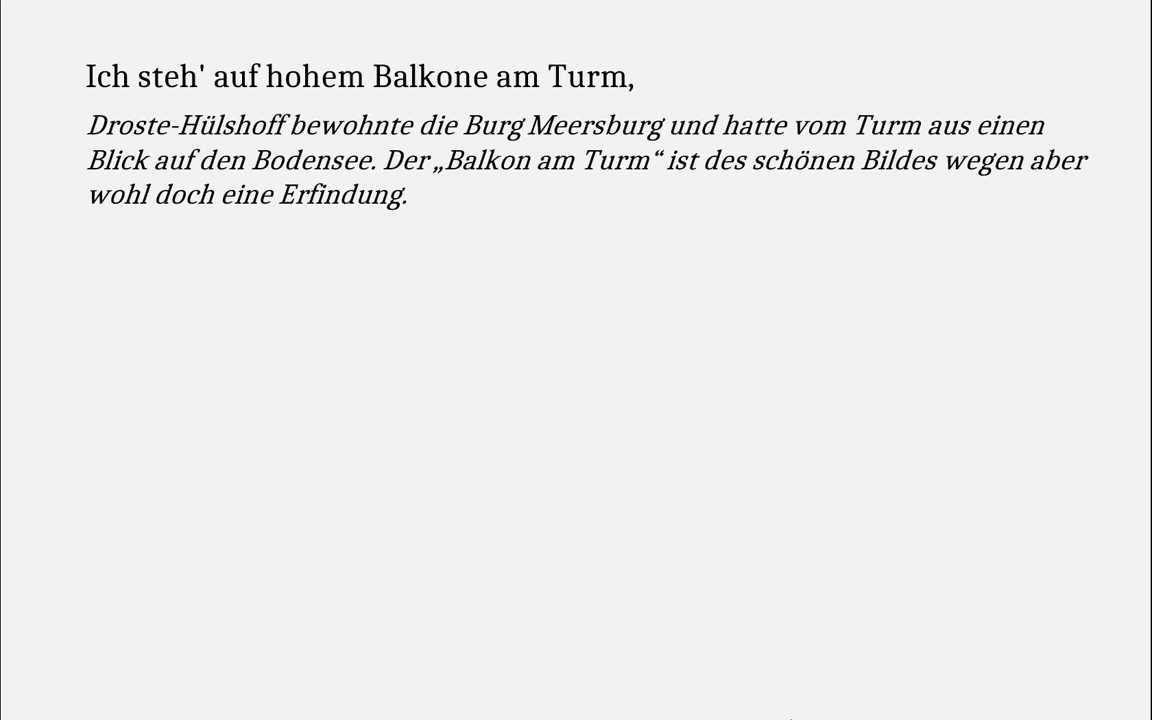 Ich steh' auf hohem Balkone am Turm,
Droste-Hülshoff bewohnte die Burg Meersburg und hatte vom Turm aus einen
Blick auf den Bodensee. Der „Balkon am Turm“ ist des schönen Bildes wegen aber
wohl doch eine Erfindung.